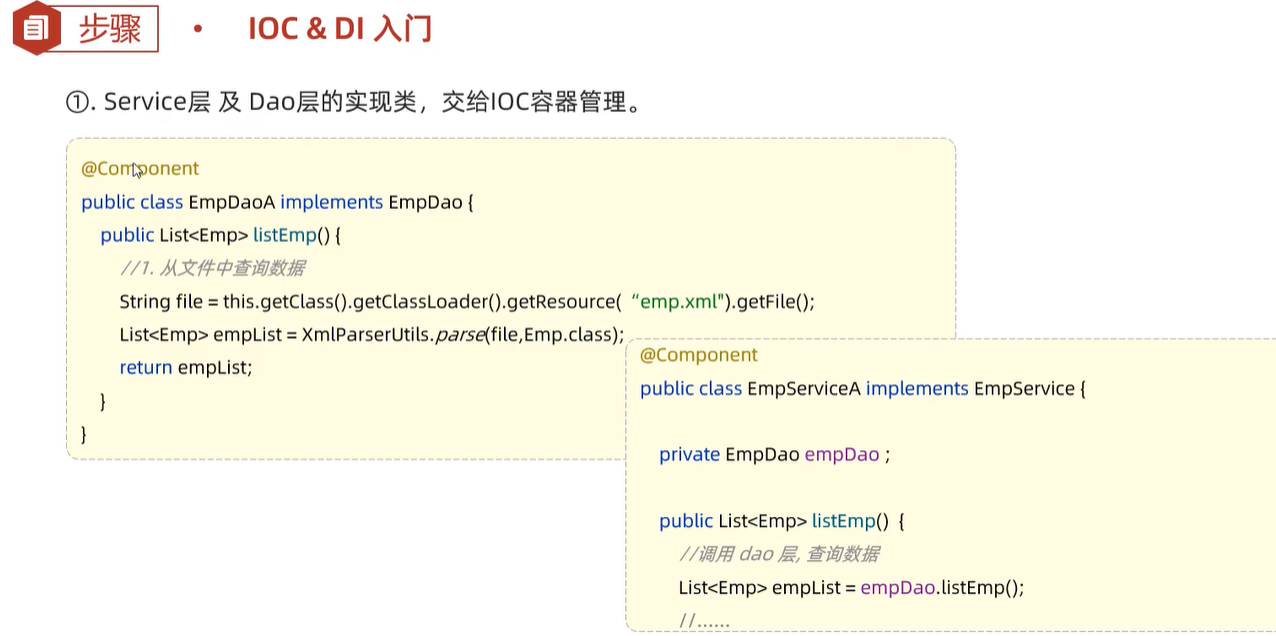 步骤
· IOC & DI 入门
①. Service层 及 Dao层的实现类，交给IOC容器管理。
@Component
public class EmpDaoA implements EmpDao {
public List<Emp> listEmp() {
//1. 从文件中查询数据
String file = this.getClass().getClassLoader().getResource( “emp.xml").getFile();
List<Emp> empList = XmlParserUtils.parse(file,Emp.class);
return empList;
}
}
@Component
public class EmpServiceA implements EmpService {
private EmpDao empDao ;
public List<Emp> listEmp() {
//调用 dao 层, 查询数据
List<Emp> empList = empDao.listEmp();
//......